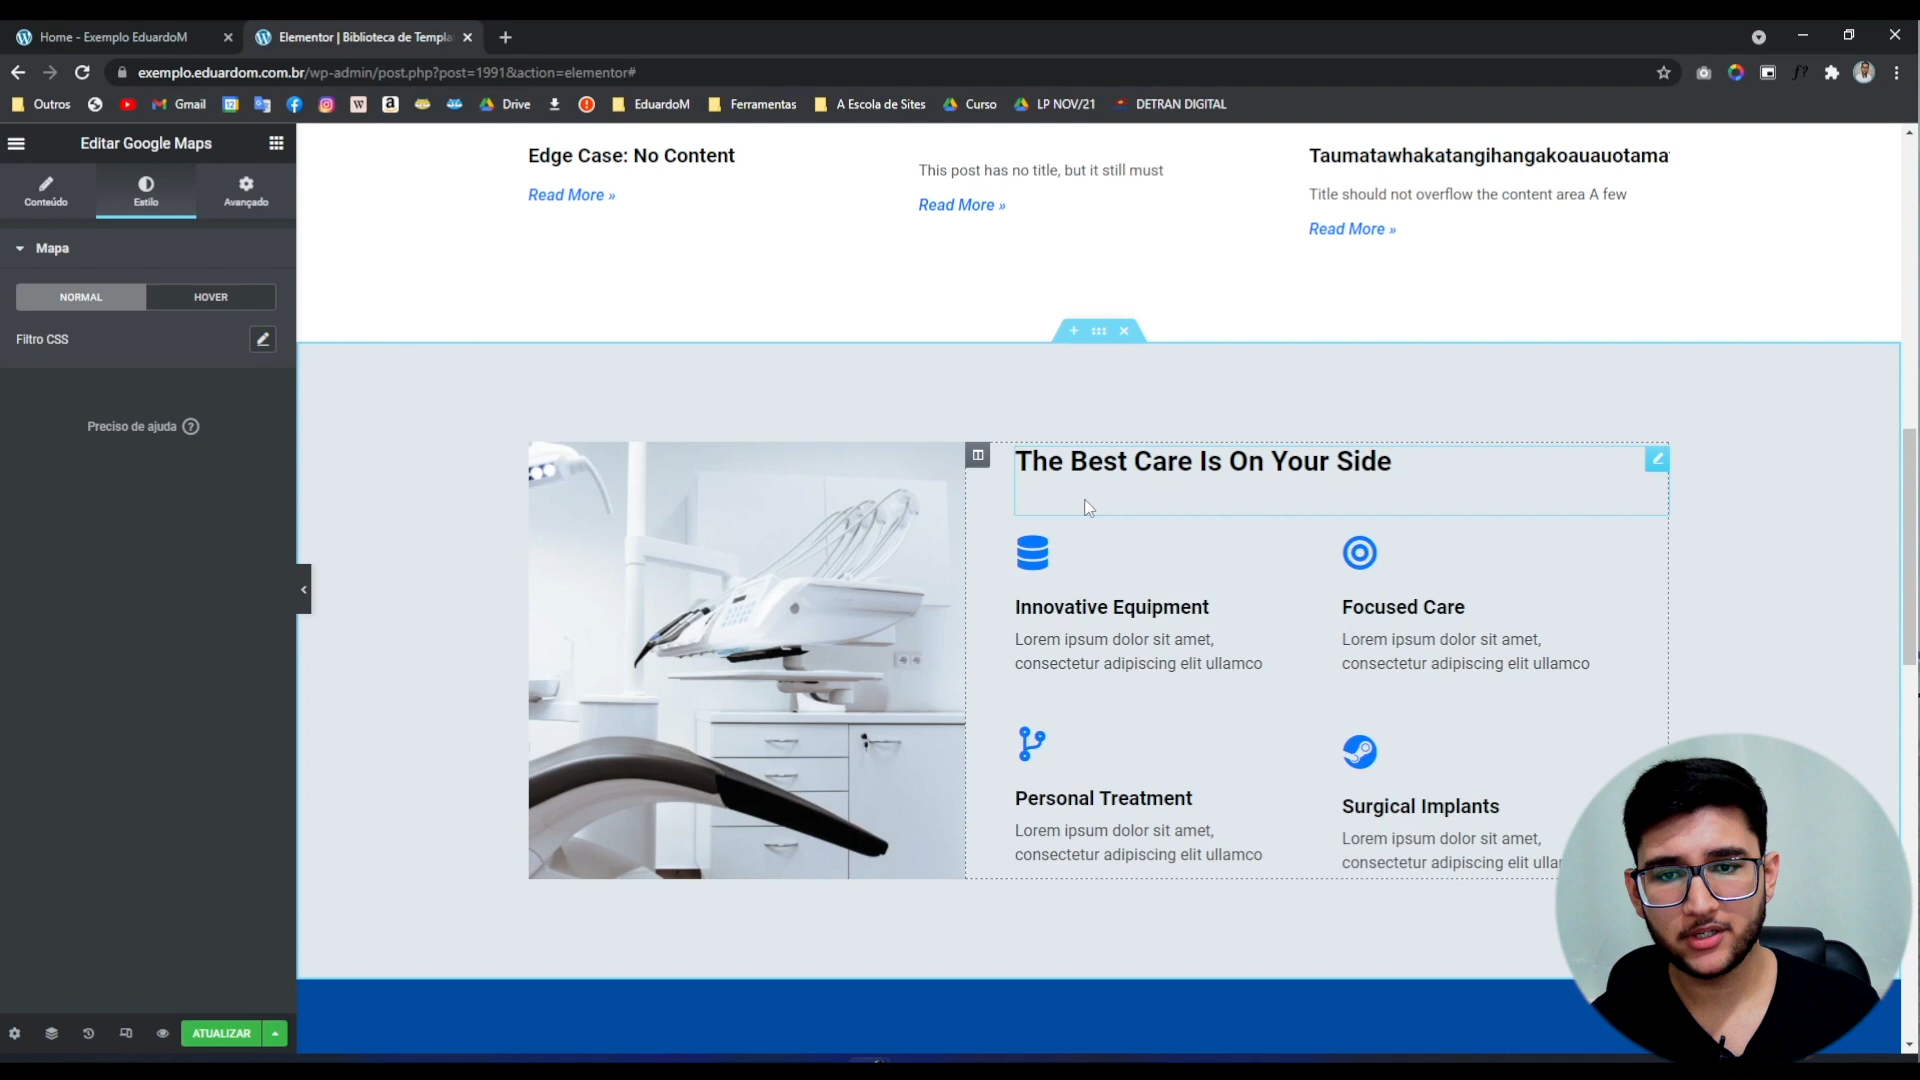 Home - Exemplo EduardoM
Elementor | Biblioteca de Templa
exemplo.eduardom.com.br/wp-admin/post.php?post=1991&action=elementor#
f?
Outros
Gmail
12
W
a
Drive
EduardoM
Ferramentas
A Escola de Sites
Curso
LP NOV/21
DETRAN DIGITAL
Editar Google Maps
Conteúdo
Estilo
Avançado
Mapa
NORMAL
HOVER
Filtro CSS
Preciso de ajuda ?
ATUALIZAR
Edge Case: No Content
Read More »
This post has no title, but it still must
Read More »
Taumatawhakatangihangakoauauotama
Title should not overflow the content area A few
Read More »
The Best Care Is On Your Side
Innovative Equipment
Lorem ipsum dolor sit amet,
consectetur adipiscing elit ullamco
Focused Care
Lorem ipsum dolor sit amet,
consectetur adipiscing elit ullamco
Personal Treatment
Lorem ipsum dolor sit amet,
consectetur adipiscing elit ullamco
Surgical Implants
Lorem ipsum dolor sit amet,
consectetur adipiscing elit ullar